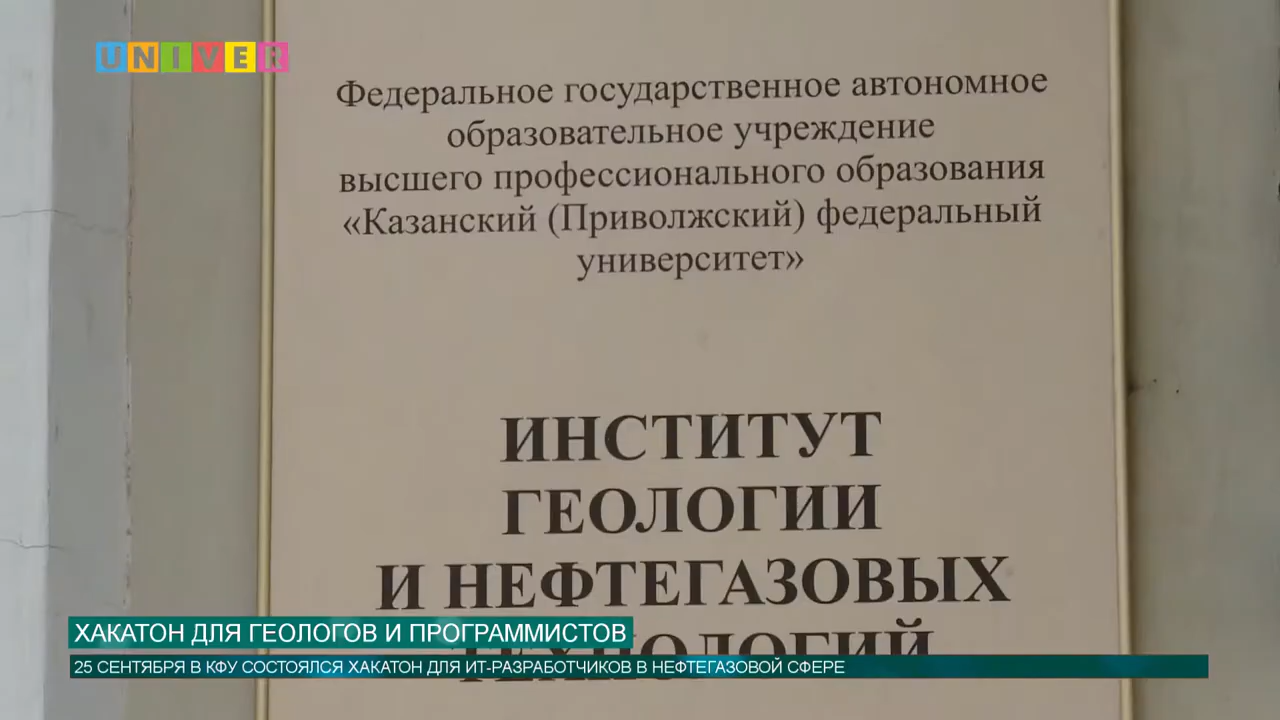 UNIVER
Федеральное государственное автономное
образовательное учреждение
высшего профессионального образования
«Казанский (Приволжский) федеральный
университет»
ИНСТИТУТ
ГЕОЛОГИИ
И НЕФТЕГАЗОВЫХ
ТЕХНОЛОГИЙ
ХАКАТОН ДЛЯ ГЕОЛОГОВ И ПРОГРАММИСТОВ
25 СЕНТЯБРЯ В КФУ СОСТОЯЛСЯ ХАКАТОН ДЛЯ ИТ-РАЗРАБОТЧИКОВ В НЕФТЕГАЗОВОЙ СФЕРЕ